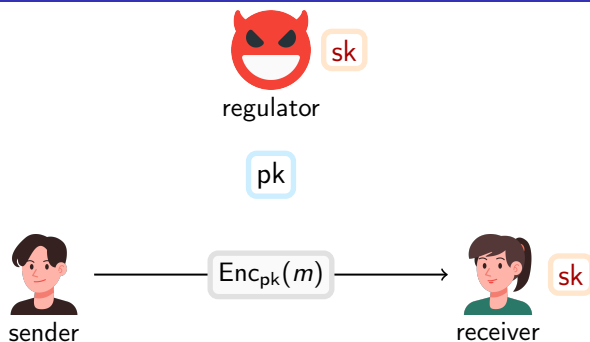 sk
regulator
pk
Enc_pk(m)
sk
sender
receiver